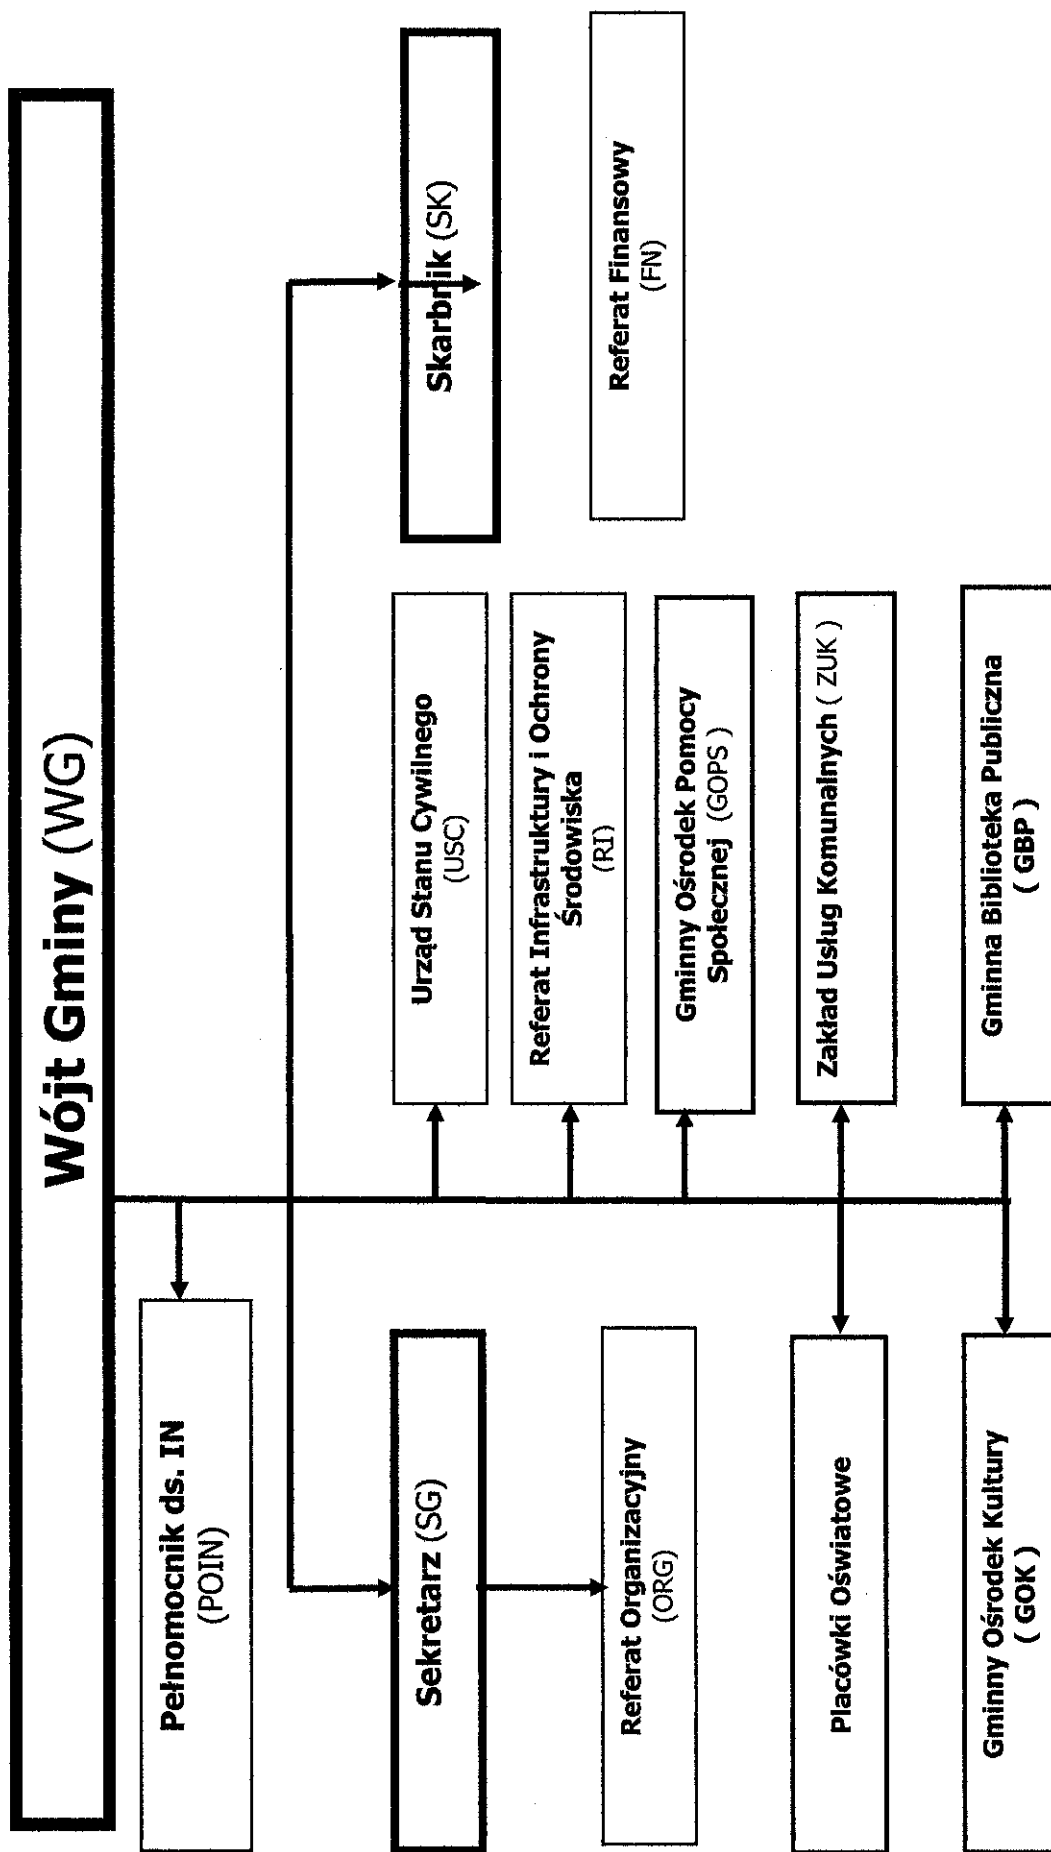 Wójt Gminy (WG)
Pełnomocnik ds. IN
(POIN)
Sekretarz (SG)
Urząd Stanu Cywilnego
(USC)
Skarbnik (SK)
Referat Organizacyjny
(ORG)
Referat Infrastruktury i Ochrony
Środowiska
(RI)
Referat Finansowy
(FN)
Gminny Ośrodek Pomocy
Społecznej (GOPS )
Placówki Oświatowe
Zakład Usług Komunalnych ( ZUK )
Gminny Ośrodek Kultury
( GOK )
Gminna Biblioteka Publiczna
( GBP )